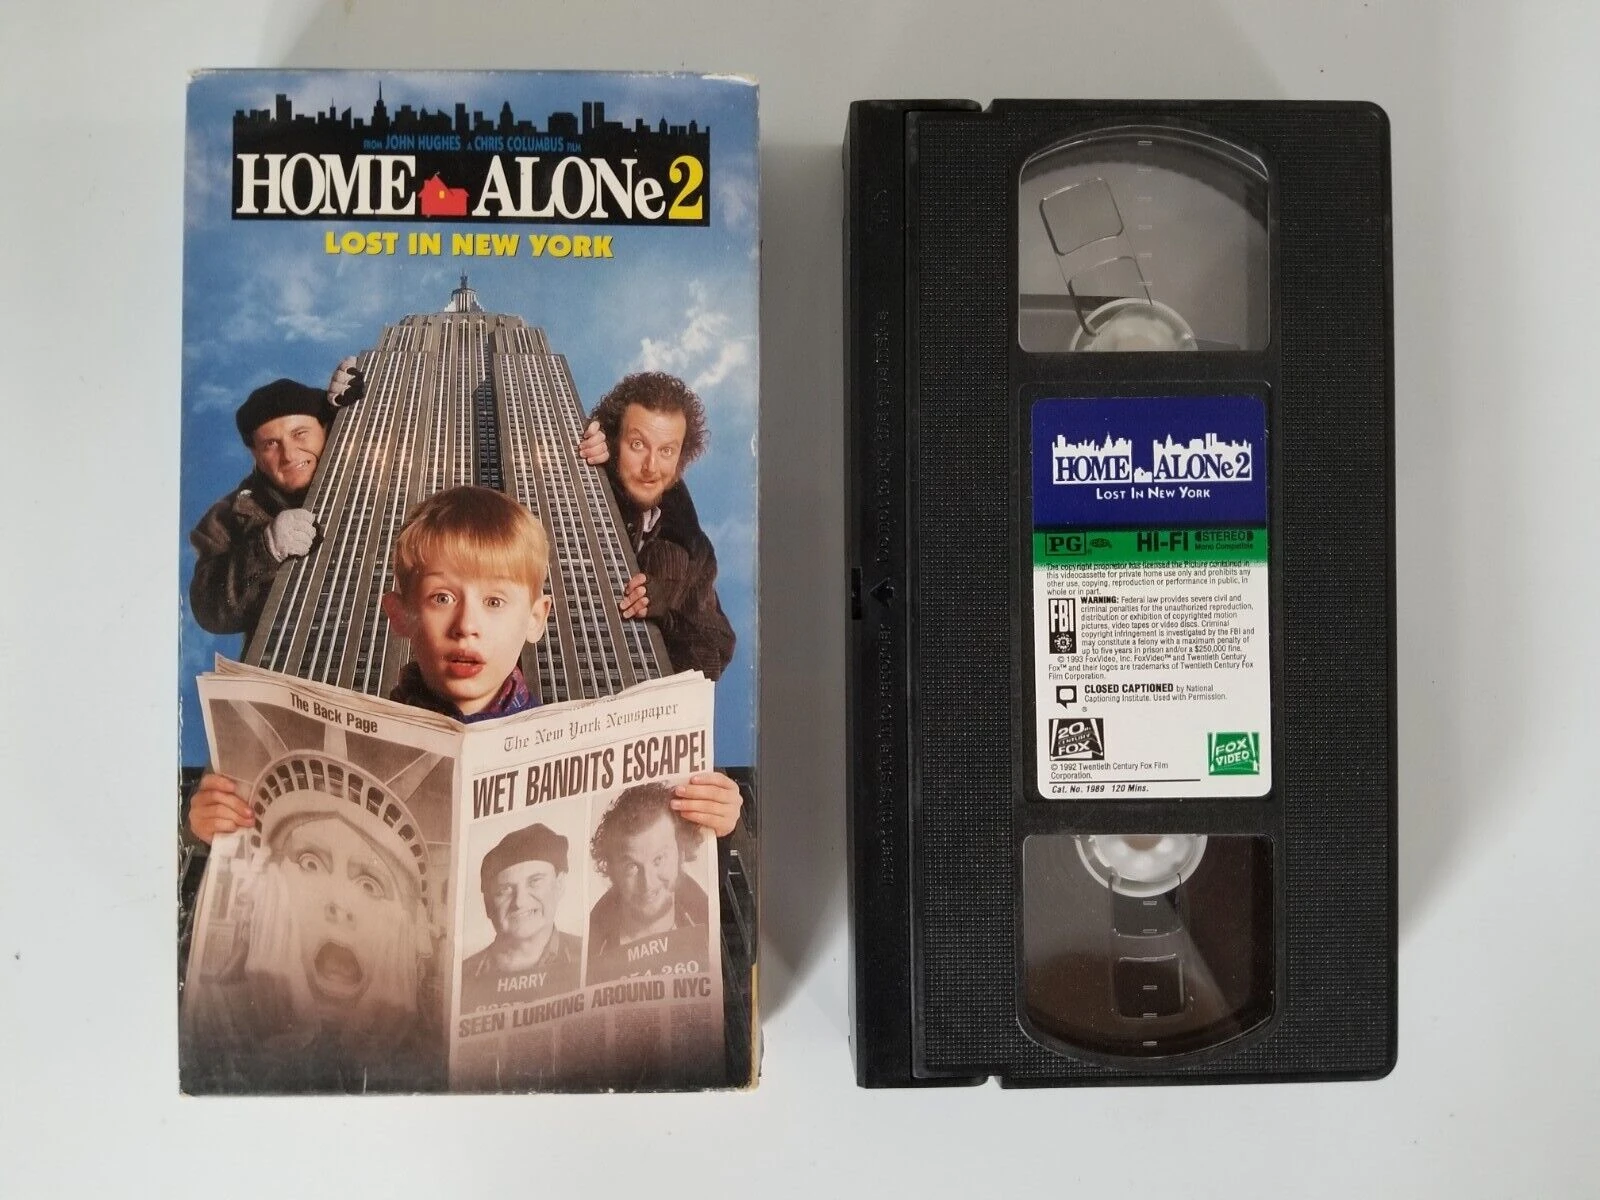 FROM JOHN HUGHES A CHRIS COLUMBUS FILM
HOME ALONe 2
LOST IN NEW YORK
The Back Page
The New York Newspaper
WET BANDITS ESCAPE!
HARRY
MARV
SEEN LURKING AROUND NYC
HOME ALONe 2
LOST IN NEW YORK
PG
HI-FI STEREO
Mono Compatible
The copyright proprietor has licensed the Picture contained in
this videocassette for private home use only and prohibits any
other use, copying, reproduction or performance in public, in
whole or in part.
FBI
WARNING: Federal law provides severe civil and
criminal penalties for the unauthorized reproduction,
distribution or exhibition of copyrighted motion
pictures, video tapes or video discs. Criminal
copyright infringement is investigated by the FBI and
may constitute a felony with a maximum penalty of
up to five years in prison and/or a $250,000 fine.
© 1993 FoxVideo, Inc. FoxVideo™ and Twentieth Century
Fox™ and their logos are trademarks of Twentieth Century Fox
Film Corporation.
CLOSED CAPTIONED by National
Captioning Institute. Used with Permission.
®
20th
CENTURY
FOX
FOX
VIDEO
© 1992 Twentieth Century Fox Film
Corporation.
Cat. No. 1989 120 Mins.